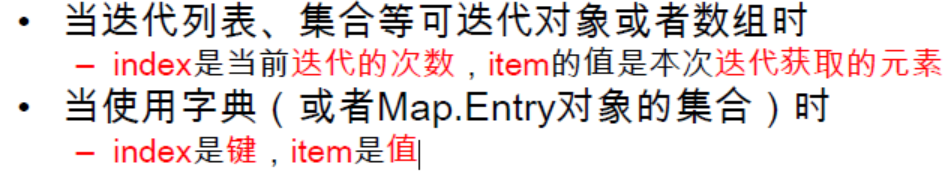 • 当迭代列表、集合等可迭代对象或者数组时
– index是当前迭代的次数，item的值是本次迭代获取的元素
• 当使用字典（或者Map.Entry对象的集合）时
– index是键，item是值